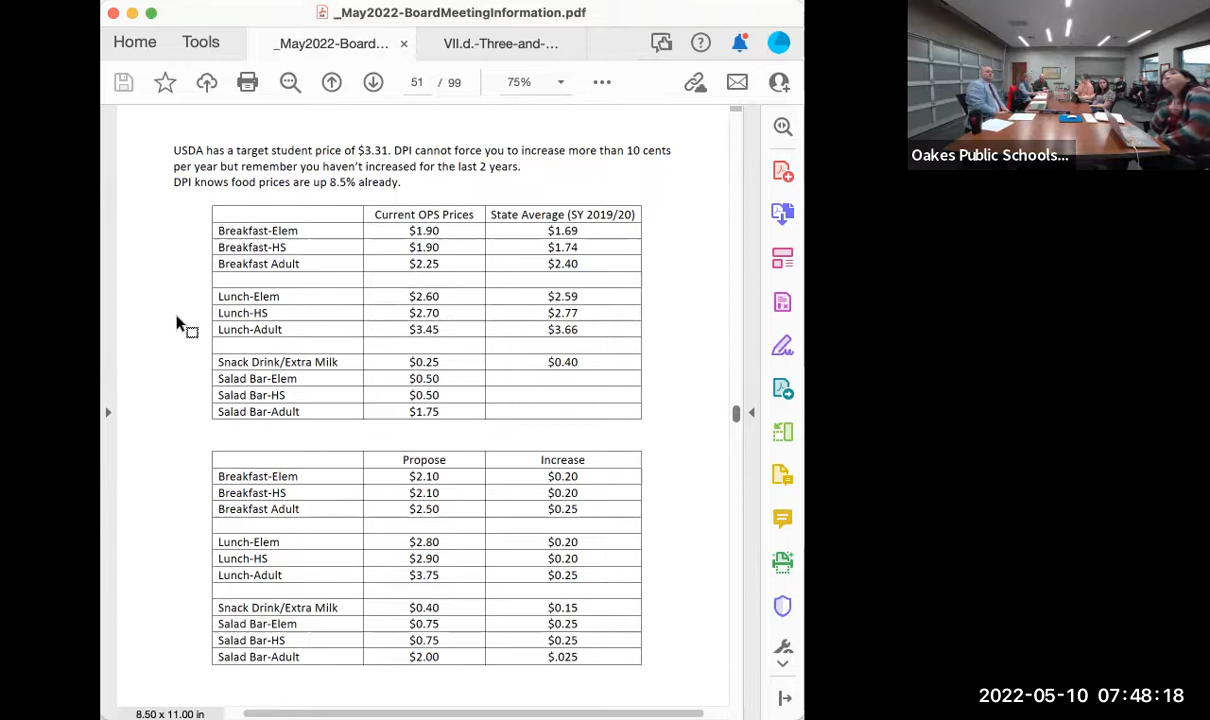 _May2022-BoardMeetingInformation.pdf
Home Tools _May2022-Board... × VII.d.-Three-and-...
51 / 99 75%
Oakes Public Schools...
USDA has a target student price of $3.31. DPI cannot force you to increase more than 10 cents
per year but remember you haven't increased for the last 2 years.
DPI knows food prices are up 8.5% already.
Current OPS Prices State Average (SY 2019/20)
Breakfast-Elem $1.90 $1.69
Breakfast-HS $1.90 $1.74
Breakfast Adult $2.25 $2.40
Lunch-Elem $2.60 $2.59
Lunch-HS $2.70 $2.77
Lunch-Adult $3.45 $3.66
Snack Drink/Extra Milk $0.25 $0.40
Salad Bar-Elem $0.50
Salad Bar-HS $0.50
Salad Bar-Adult $1.75
Propose Increase
Breakfast-Elem $2.10 $0.20
Breakfast-HS $2.10 $0.20
Breakfast Adult $2.50 $0.25
Lunch-Elem $2.80 $0.20
Lunch-HS $2.90 $0.20
Lunch-Adult $3.75 $0.25
Snack Drink/Extra Milk $0.40 $0.15
Salad Bar-Elem $0.75 $0.25
Salad Bar-HS $0.75 $0.25
Salad Bar-Adult $2.00 $.025
8.50 x 11.00 in
2022-05-10 07:48:18